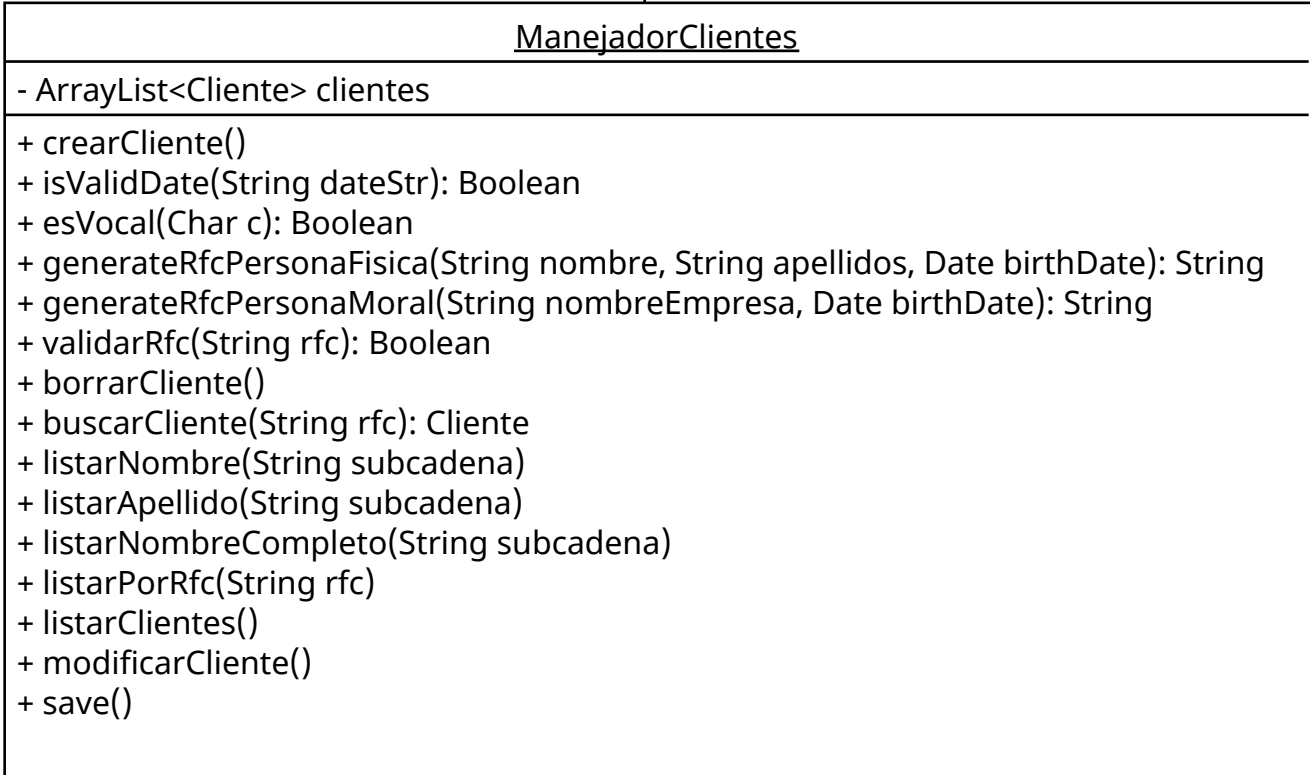 ManejadorClientes
- ArrayList<Cliente> clientes
+ crearCliente()
+ isValidDate(String dateStr): Boolean
+ esVocal(Char c): Boolean
+ generateRfcPersonaFisica(String nombre, String apellidos, Date birthDate): String
+ generateRfcPersonaMoral(String nombreEmpresa, Date birthDate): String
+ validarRfc(String rfc): Boolean
+ borrarCliente()
+ buscarCliente(String rfc): Cliente
+ listarNombre(String subcadena)
+ listarApellido(String subcadena)
+ listarNombreCompleto(String subcadena)
+ listarPorRfc(String rfc)
+ listarClientes()
+ modificarCliente()
+ save()